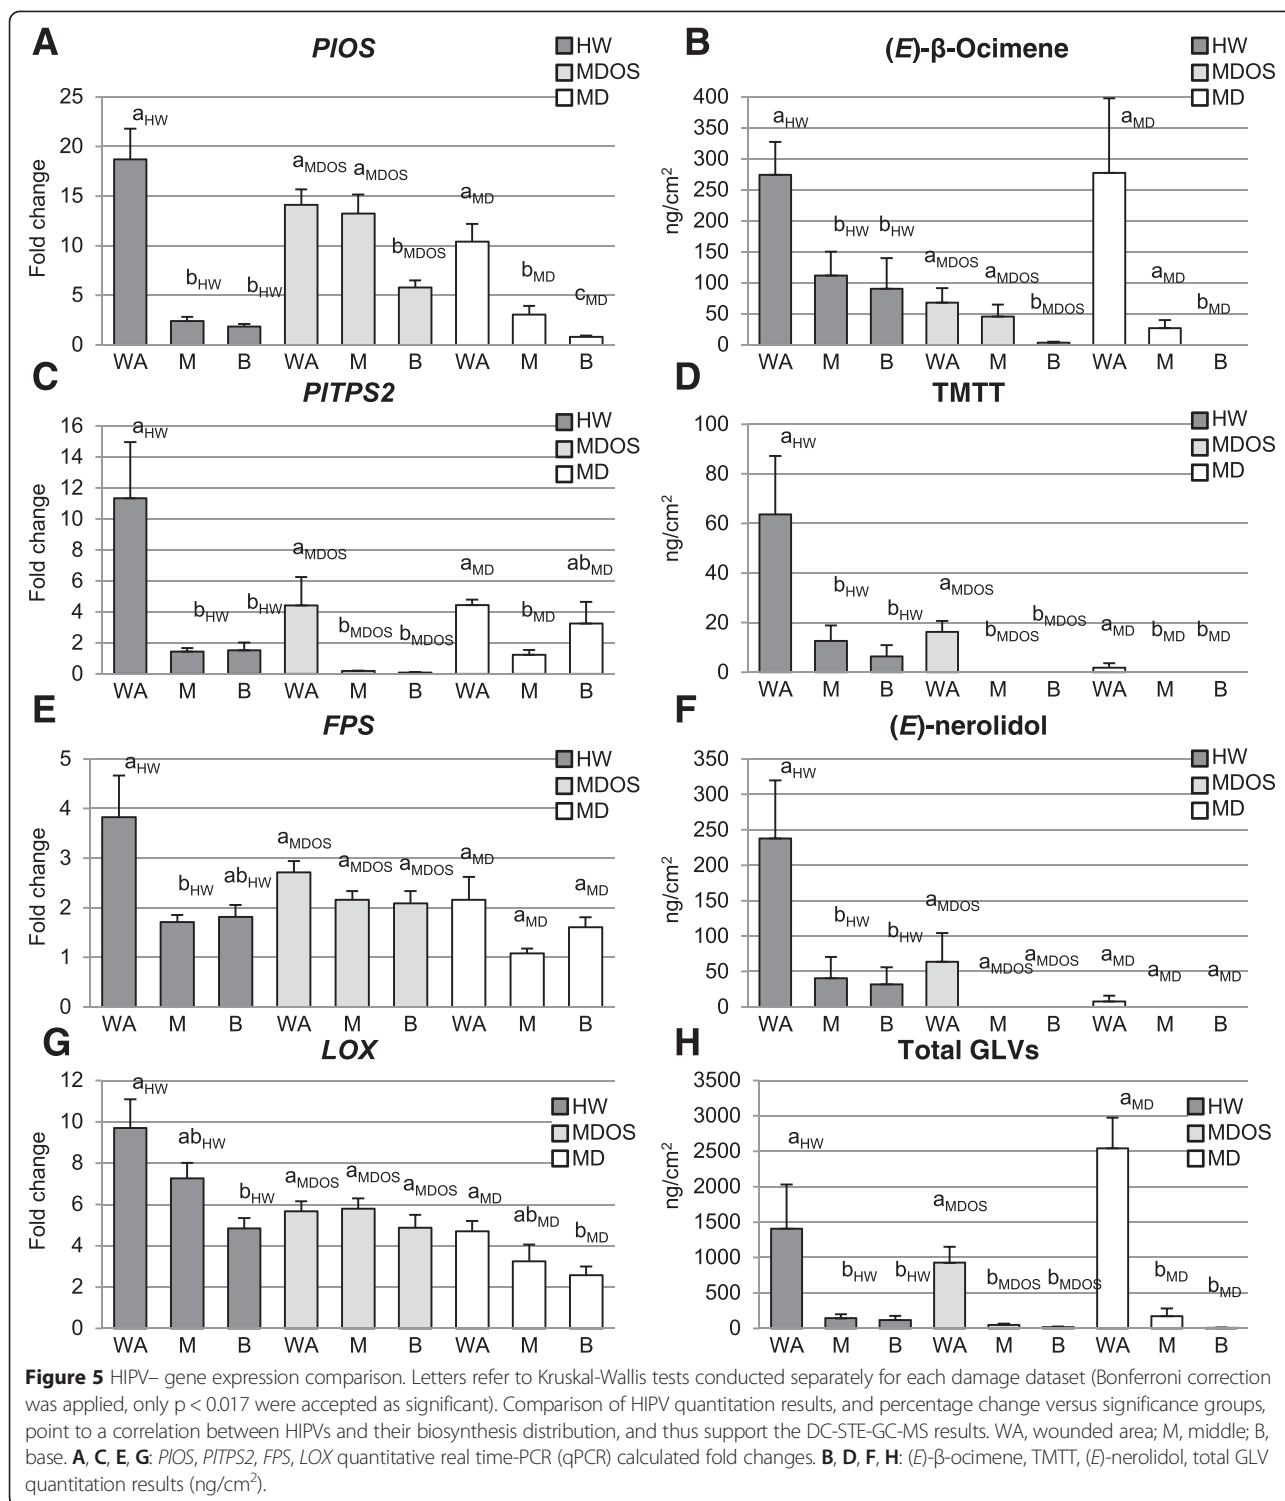 A
PIOS
HW
MDOS
MD
Fold change
25
20
15
10
5
0
aHW
bHW
bHW
aMDOS
aMDOS
bMDOS
aMD
bMD
cMD
WA M B WA M B WA M B
B
(E)-β-Ocimene
HW
MDOS
MD
ng/cm²
400
350
300
250
200
150
100
50
0
aHW
bHW
bHW
aMDOS
aMDOS
bMDOS
aMD
aMD
bMD
WA M B WA M B WA M B
C
PITPS2
HW
MDOS
MD
Fold change
16
14
12
10
8
6
4
2
0
aHW
bHW
bHW
aMDOS
bMDOS
bMDOS
aMD
bMD
abMD
WA M B WA M B WA M B
D
TMTT
HW
MDOS
MD
ng/cm²
100
80
60
40
20
0
aHW
bHW
bHW
aMDOS
bMDOS
bMDOS
aMD
bMD
bMD
WA M B WA M B WA M B
E
FPS
HW
MDOS
MD
Fold change
5
4
3
2
1
0
aHW
bHW
abHW
aMDOS
aMDOS
aMDOS
aMD
aMD
aMD
WA M B WA M B WA M B
F
(E)-nerolidol
HW
MDOS
MD
ng/cm²
350
300
250
200
150
100
50
0
aHW
bHW
bHW
aMDOS
aMDOS
aMDOS
aMD
aMD
aMD
WA M B WA M B WA M B
G
LOX
HW
MDOS
MD
Fold change
12
10
8
6
4
2
0
aHW
abHW
bHW
aMDOS
aMDOS
aMDOS
aMD
abMD
bMD
WA M B WA M B WA M B
H
Total GLVs
HW
MDOS
MD
ng/cm²
3500
3000
2500
2000
1500
1000
500
0
aHW
bHW
bHW
aMDOS
bMDOS
bMDOS
aMD
bMD
bMD
WA M B WA M B WA M B
Figure 5 HIPV– gene expression comparison. Letters refer to Kruskal-Wallis tests conducted separately for each damage dataset (Bonferroni correction
was applied, only p < 0.017 were accepted as significant). Comparison of HIPV quantitation results, and percentage change versus significance groups,
point to a correlation between HIPVs and their biosynthesis distribution, and thus support the DC-STE-GC-MS results. WA, wounded area; M, middle; B,
base. A, C, E, G: PIOS, PITPS2, FPS, LOX quantitative real time-PCR (qPCR) calculated fold changes. B, D, F, H: (E)-β-ocimene, TMTT, (E)-nerolidol, total GLV
quantitation results (ng/cm²).